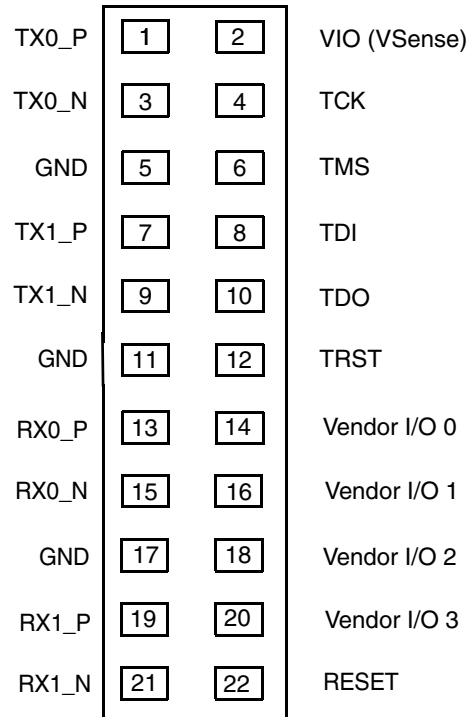 TX0_P 1 2 VIO (VSense)
TX0_N 3 4 TCK
GND 5 6 TMS
TX1_P 7 8 TDI
TX1_N 9 10 TDO
GND 11 12 TRST
RX0_P 13 14 Vendor I/O 0
RX0_N 15 16 Vendor I/O 1
GND 17 18 Vendor I/O 2
RX1_P 19 20 Vendor I/O 3
RX1_N 21 22 RESET